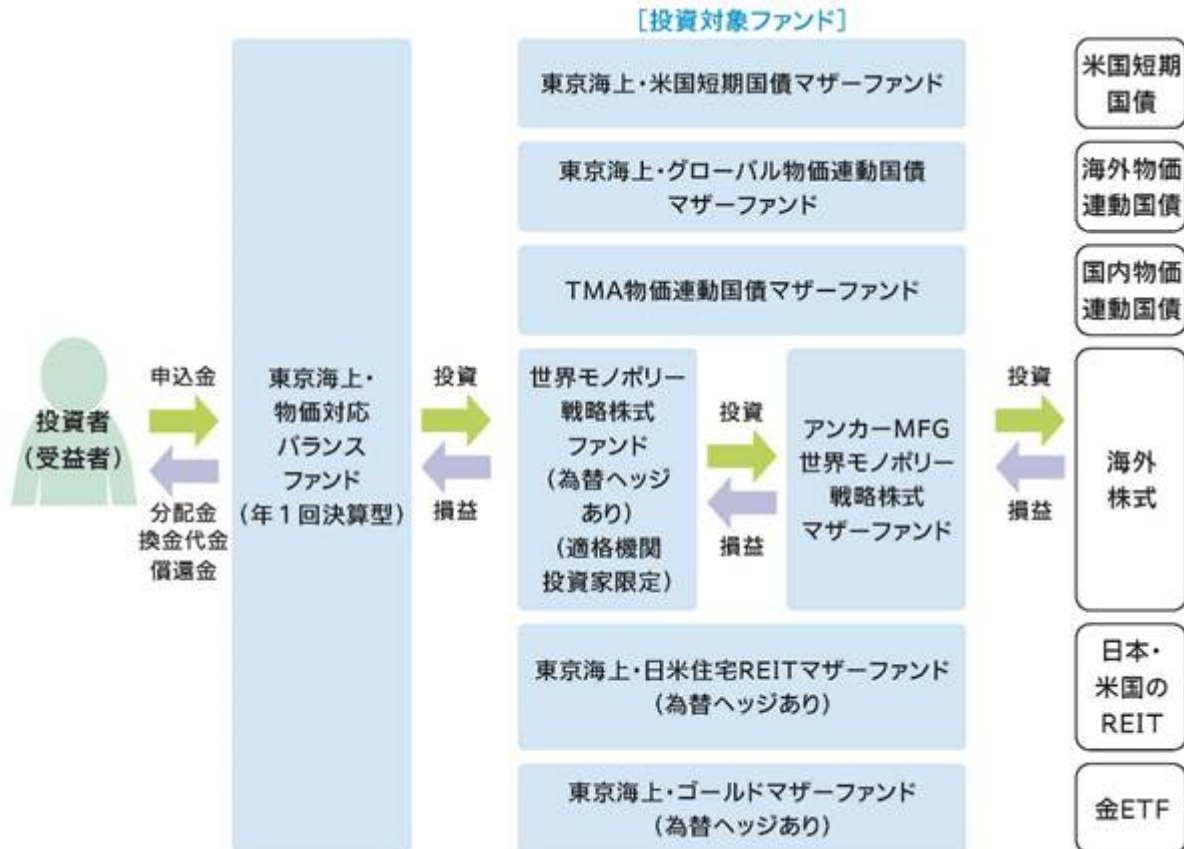 ［投資対象ファンド］
東京海上・米国短期国債マザーファンド
米国短期
国債
東京海上・グローバル物価連動国債
マザーファンド
海外物価
連動国債
TMA物価連動国債マザーファンド
国内物価
連動国債
投資者
（受益者）
申込金
分配金
換金代金
償還金
東京海上・
物価対応
バランス
ファンド
（年１回決算型）
投資
損益
世界モノポリー
戦略株式
ファンド
（為替ヘッジ
あり）
（適格機関
投資家限定）
投資
損益
アンカーMFG
世界モノポリー
戦略株式
マザーファンド
投資
損益
海外
株式
東京海上・日米住宅REITマザーファンド
（為替ヘッジあり）
日本・
米国の
REIT
東京海上・ゴールドマザーファンド
（為替ヘッジあり）
金ETF